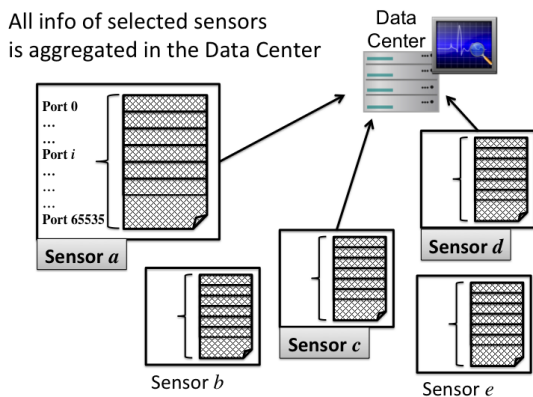 All info of selected sensors
is aggregated in the Data Center
Data
Center
Port 0
...
...
Port i
...
...
...
Port 65535
Sensor a
Sensor d
Sensor c
Sensor b
Sensor e